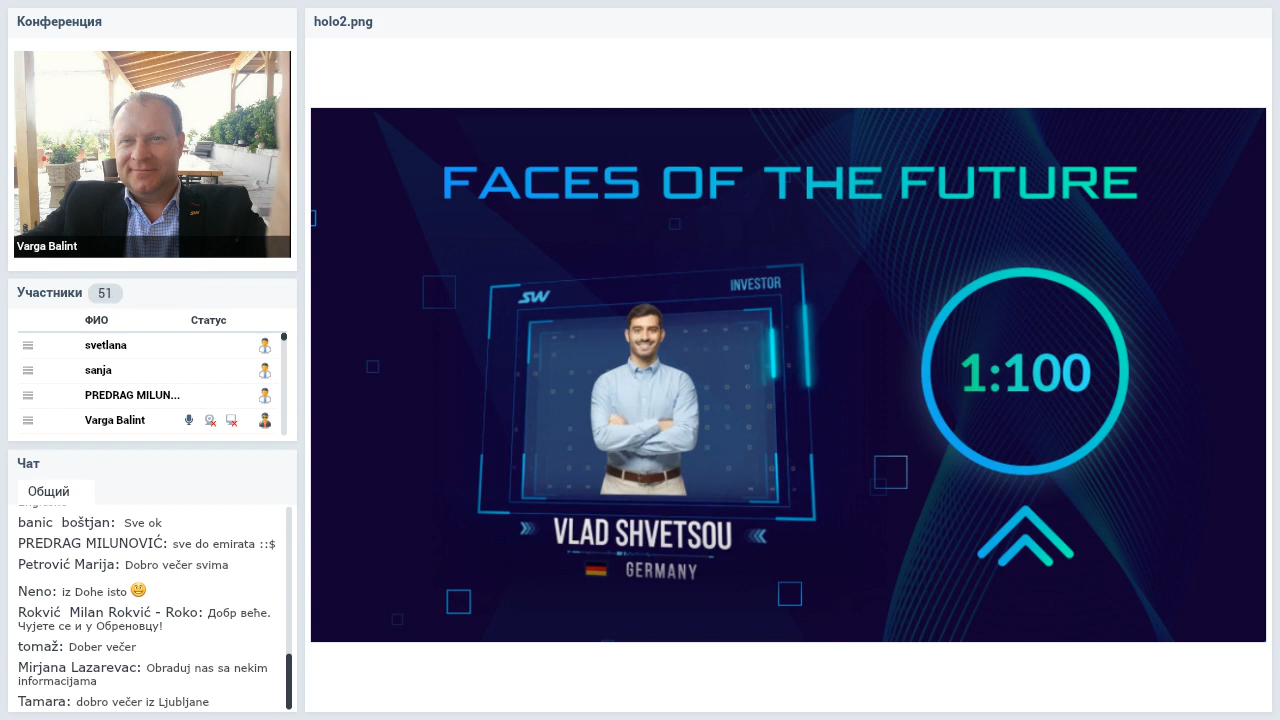 Конференция
Varga Balint
Участники 51
ФИО Статус
svetlana
sanja
PREDRAG MILUN...
Varga Balint
Чат
Общий
banic boštjan: Sve ok
PREDRAG MILUNOVIĆ: sve do emirata ::$
Petrović Marija: Dobro večer svima
Neno: iz Dohe isto
Rokvić Milan Rokvić - Roko: Добр веће.
Чујете се и у Обреновцу!
tomaž: Dober večer
Mirjana Lazarevac: Obraduj nas sa nekim
informacijama
Tamara: dobro večer iz Ljubljane
holo2.png
FACES OF THE FUTURE
SW INVESTOR
1:100
VLAD SHVETSOU
GERMANY